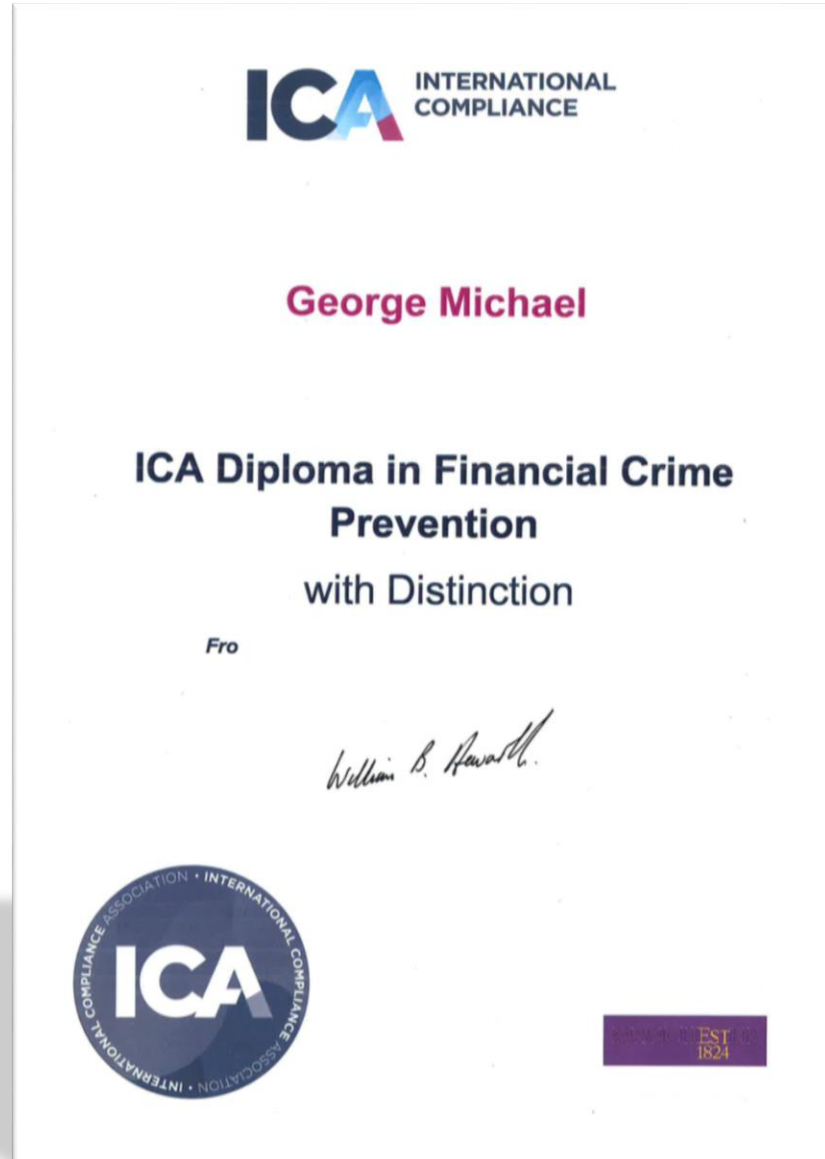 ICA INTERNATIONAL
COMPLIANCE
George Michael
ICA Diploma in Financial Crime
Prevention
with Distinction
Fro
William B.
INTERNATIONAL COMPLIANCE ASSOCIATION · INTERNATIONAL COMPLIANCE ASSOCIATION ·
ICA
EST
1824